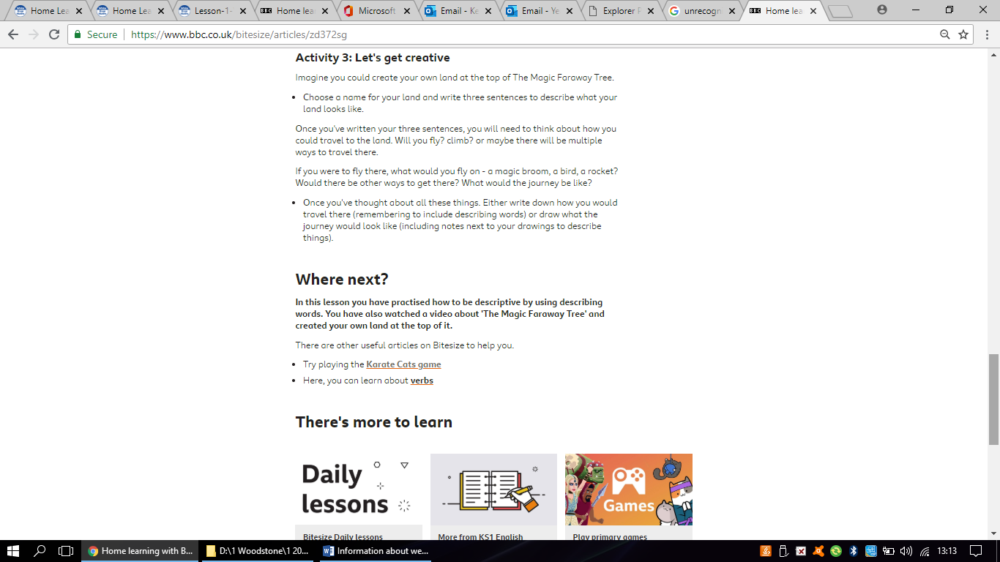 Home Lea
Home Lea
Lesson-1-
BBC Home lear
Microsoft
Email - Ke
Email - Ye
Explorer P
unrecogn
BBC Home lea
Secure https://www.bbc.co.uk/bitesize/articles/zd372sg
Activity 3: Let's get creative
Imagine you could create your own land at the top of The Magic Faraway Tree.
• Choose a name for your land and write three sentences to describe what your
land looks like.
Once you've written your three sentences, you will need to think about how you
could travel to the land. Will you fly? climb? or maybe there will be multiple
ways to travel there.
If you were to fly there, what would you fly on - a magic broom, a bird, a rocket?
Would there be other ways to get there? What would the journey be like?
• Once you've thought about all these things. Either write down how you would
travel there (remembering to include describing words) or draw what the
journey would look like (including notes next to your drawings to describe
things).
Where next?
In this lesson you have practised how to be descriptive by using describing
words. You have also watched a video about 'The Magic Faraway Tree' and
created your own land at the top of it.
There are other useful articles on Bitesize to help you.
• Try playing the Karate Cats game
• Here, you can learn about verbs
There's more to learn
Daily
lessons
Games
Bitesize Daily lessons
More from KS1 English
Play primary games
Home learning with B...
D:\1 Woodstone\1 20...
Information about we...
13:13